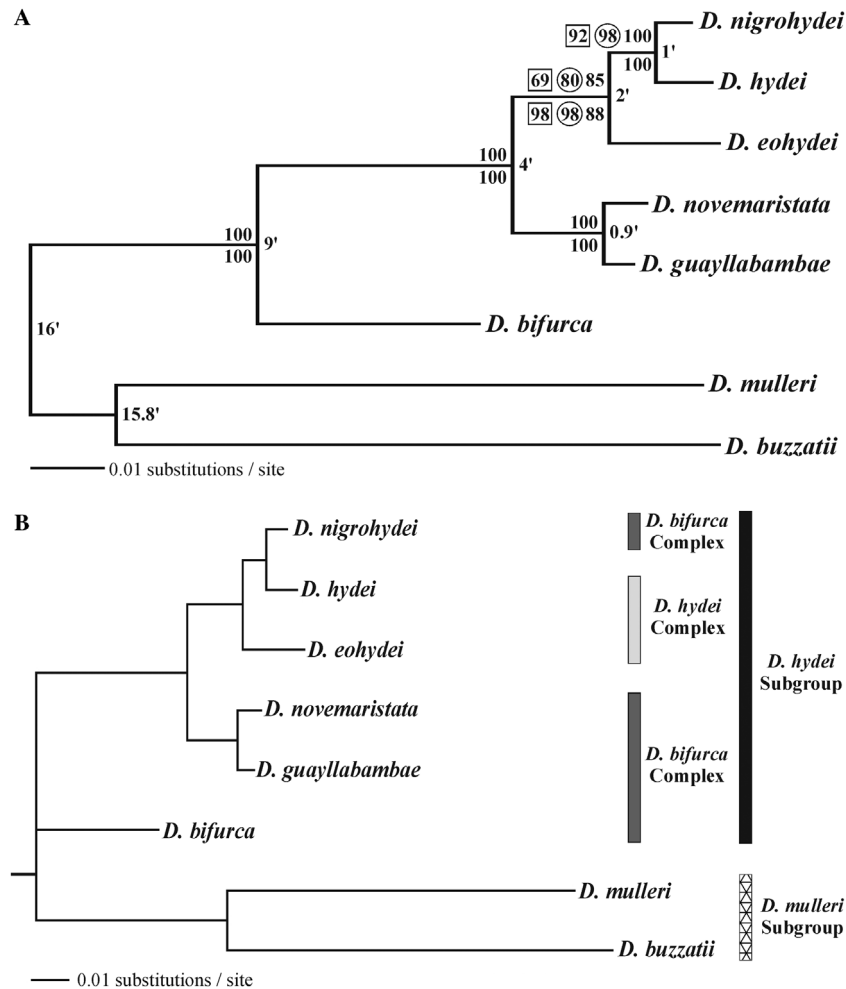 A
92 98 100
D. nigrohydei
100
1'
D. hydei
69 80 85
98 98 88
2'
D. eohydei
100
100
4'
D. novemaristata
100
100
0.9'
D. guayllabambae
100
100
9'
D. bifurca
16'
D. mulleri
15.8'
D. buzzatii
0.01 substitutions / site
B
D. nigrohydei
D. hydei
D. eohydei
D. novemaristata
D. guayllabambae
D. bifurca
D. mulleri
D. buzzatii
D. bifurca
Complex
D. hydei
Complex
D. bifurca
Complex
D. hydei
Subgroup
D. mulleri
Subgroup
0.01 substitutions / site